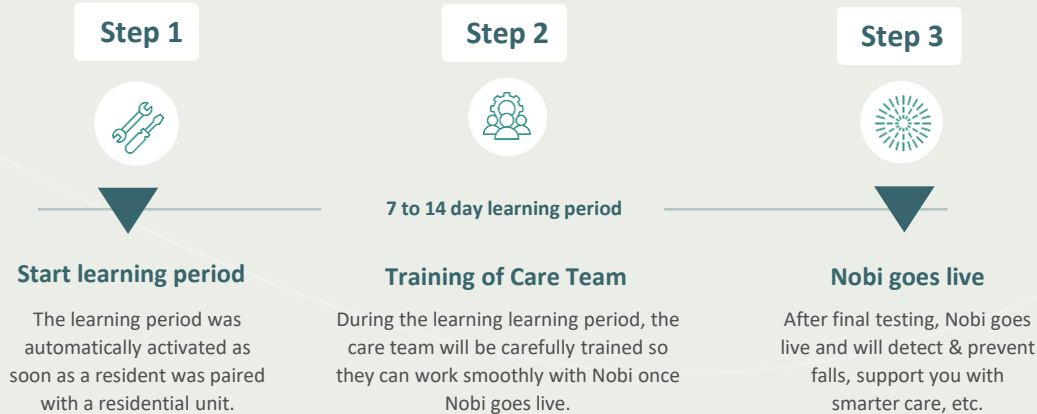 Step 1
Step 2
Step 3
7 to 14 day learning period
Start learning period
The learning period was
automatically activated as
soon as a resident was paired
with a residential unit.
Training of Care Team
During the learning learning period, the
care team will be carefully trained so
they can work smoothly with Nobi once
Nobi goes live.
Nobi goes live
After final testing, Nobi goes
live and will detect & prevent
falls, support you with
smarter care, etc.